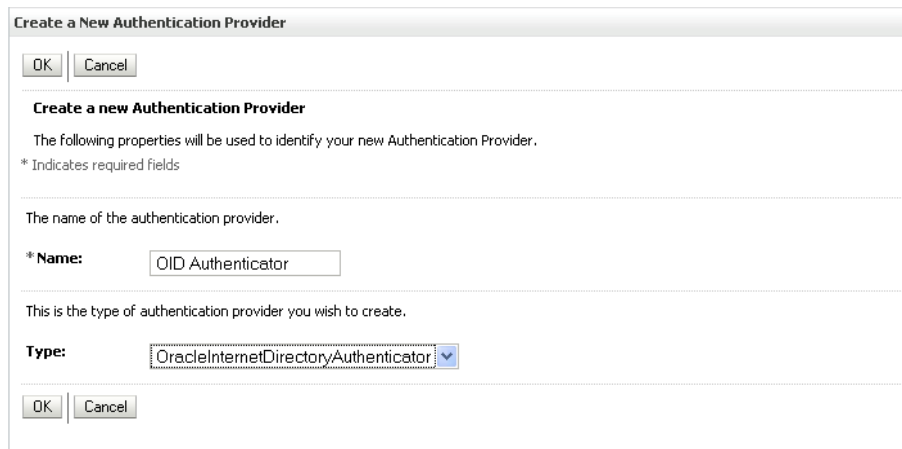 Create a New Authentication Provider
OK Cancel
Create a new Authentication Provider
The following properties will be used to identify your new Authentication Provider.
* Indicates required fields
The name of the authentication provider.
* Name: OID Authenticator
This is the type of authentication provider you wish to create.
Type: OracleInternetDirectoryAuthenticator
OK Cancel